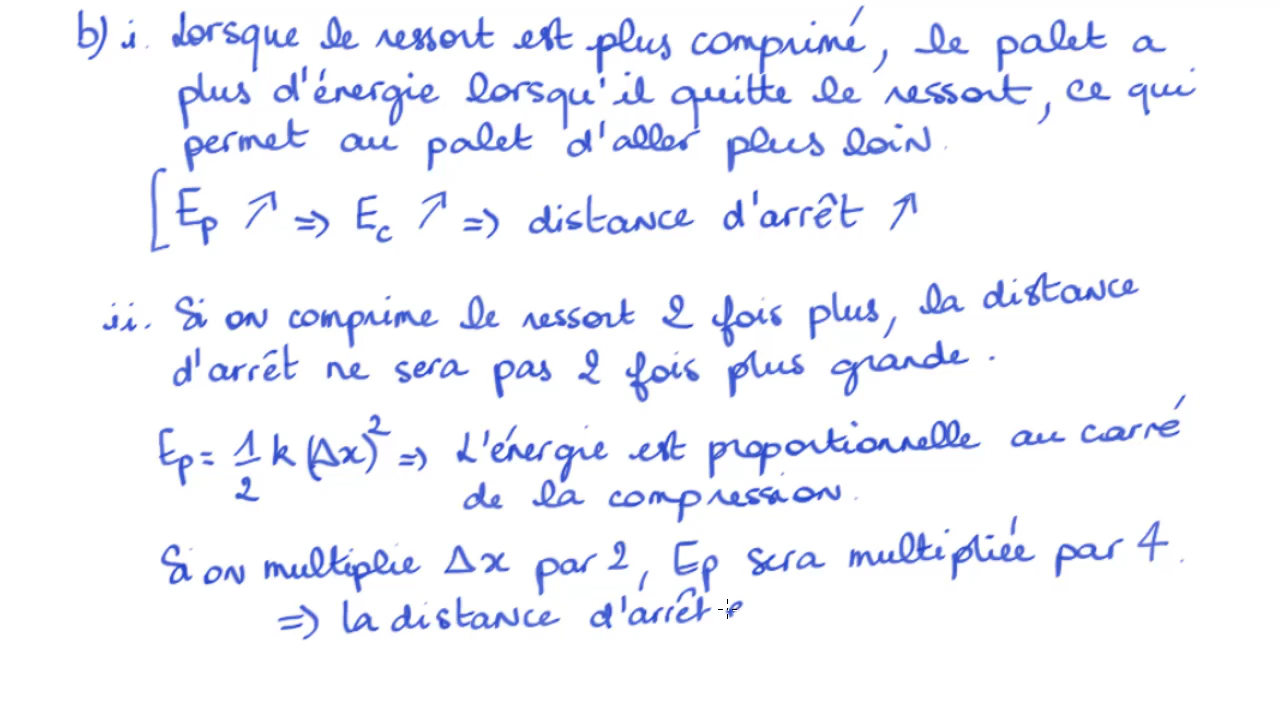 b) i. Lorsque le ressort est plus comprimé, le palet a
plus d'énergie lorsqu'il quitte le ressort, ce qui
permet au palet d'aller plus loin.
[Ep ↗ => Ec ↗ => distance d'arrêt ↗
ii. Si on comprime le ressort 2 fois plus, la distance
d'arrêt ne sera pas 2 fois plus grande.
Ep = 1/2 k (Δx)² => L'énergie est proportionnelle au carré
de la compression.
Si on multiplie Δx par 2, Ep sera multipliée par 4.
=> la distance d'arrêt